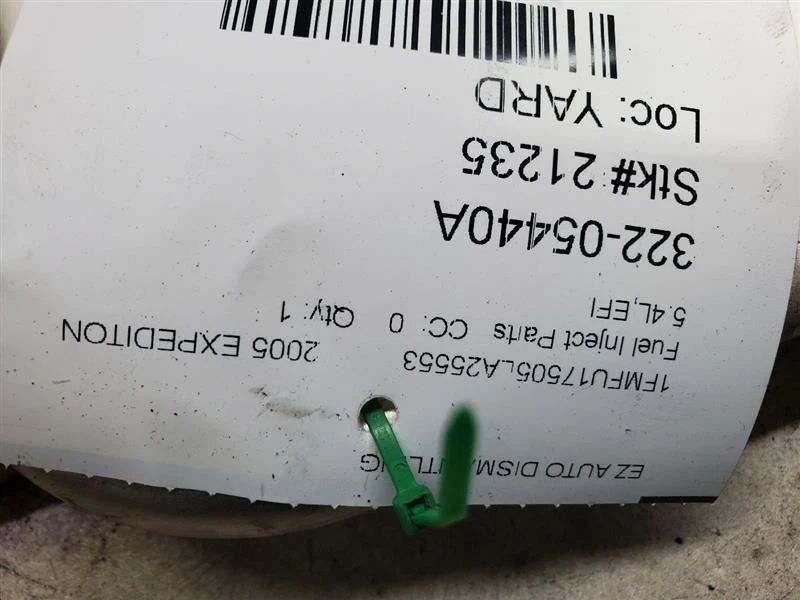 EZ AUTO DISMANTLING
1FMFU17505LA25553 2005 EXPEDITON
Fuel Inject Parts CC: 0 Qty: 1
5.4L,EFI
322-05440A
Stk# 21235
Loc: YARD